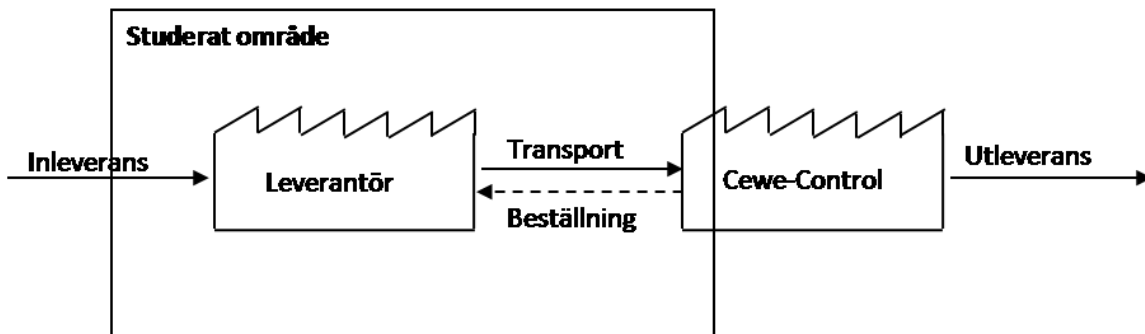 Studerat område
Inleverans
Leverantör
Transport
Beställning
Cewe-Control
Utleverans